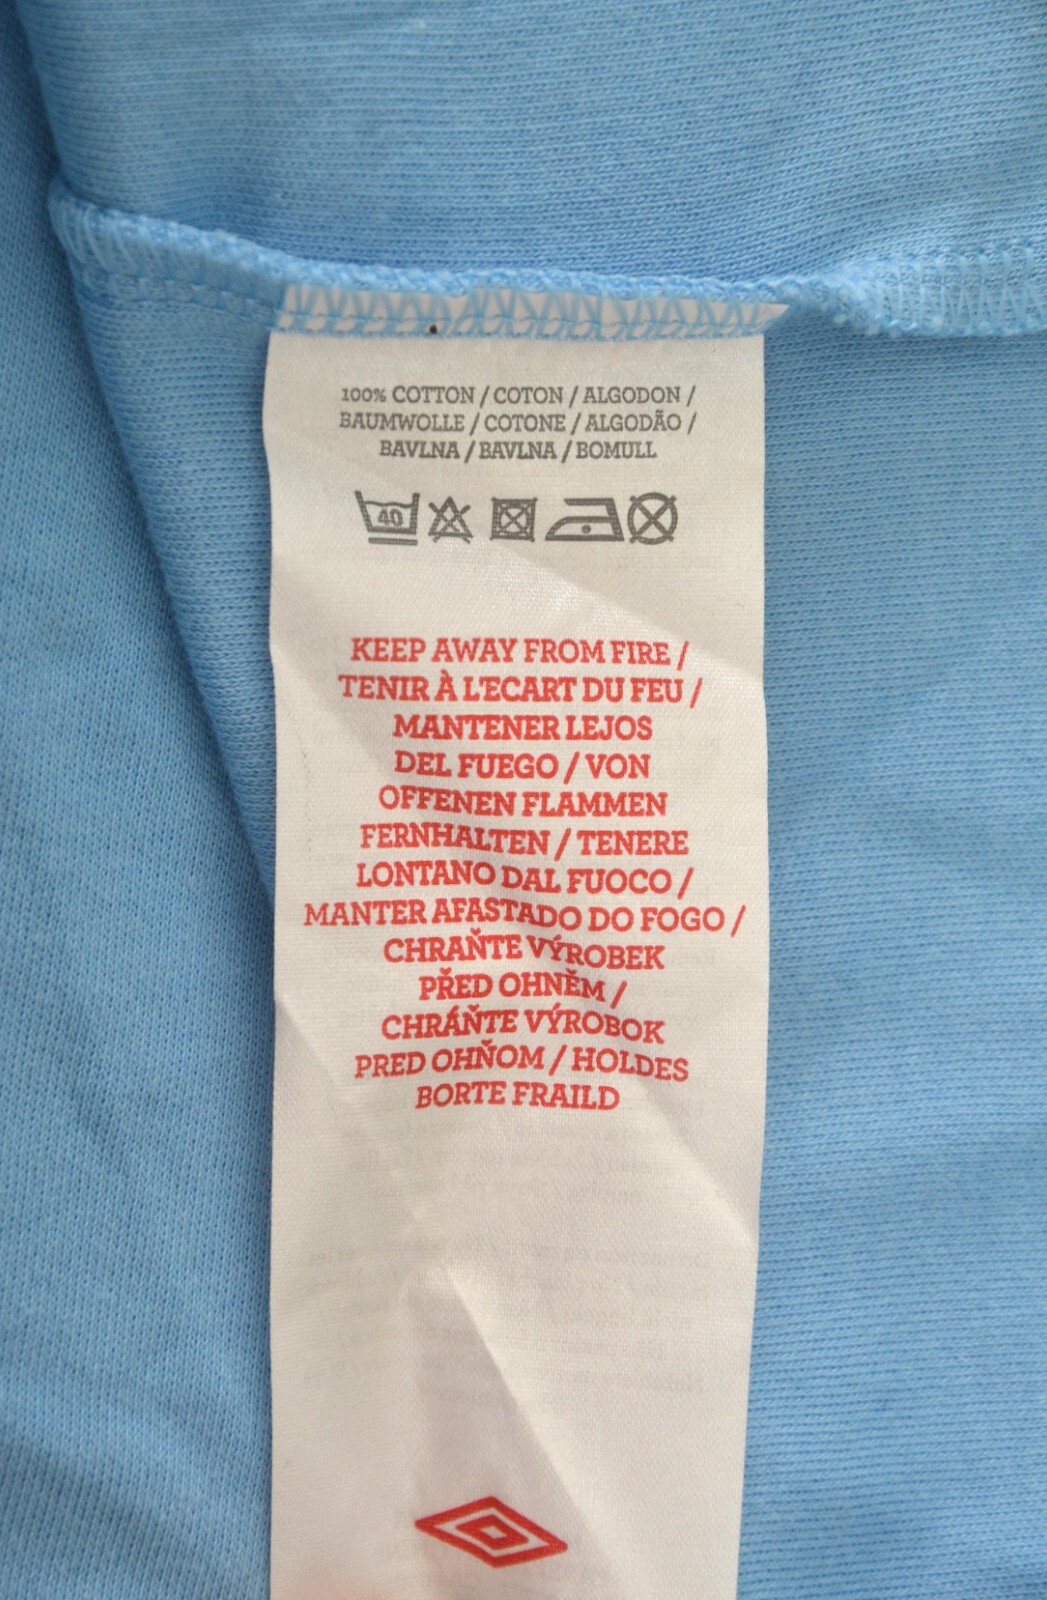 100% COTTON / COTON / ALGODON /
BAUMWOLLE / COTONE / ALGODÃO /
BAVLNA / BAVLNA / BOMULL
40
KEEP AWAY FROM FIRE /
TENIR À L'ECART DU FEU /
MANTENER LEJOS
DEL FUEGO / VON
OFFENEN FLAMMEN
FERNHALTEN / TENERE
LONTANO DAL FUOCO /
MANTER AFASTADO DO FOGO /
CHRAŇTE VÝROBEK
PŘED OHNĚM /
CHRÁŇTE VÝROBOK
PRED OHŇOM / HOLDES
BORTE FRAILD